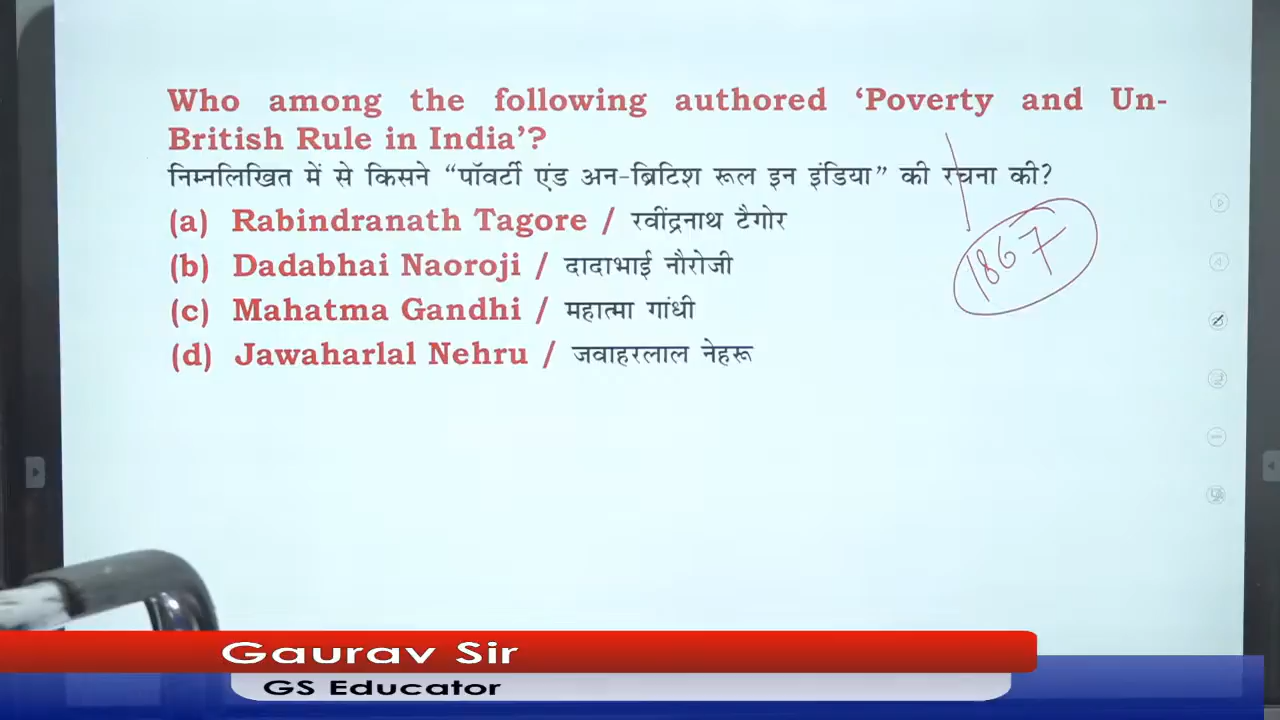 Who among the following authored ‘Poverty and Un-
British Rule in India’?
निम्नलिखित में से किसने “पॉवर्टी एंड अन-ब्रिटिश रूल इन इंडिया” की रचना की?
(a) Rabindranath Tagore / रवींद्रनाथ टैगोर
(b) Dadabhai Naoroji / दादाभाई नौरोजी
(c) Mahatma Gandhi / महात्मा गांधी
(d) Jawaharlal Nehru / जवाहरलाल नेहरू
1867
Gaurav Sir
GS Educator